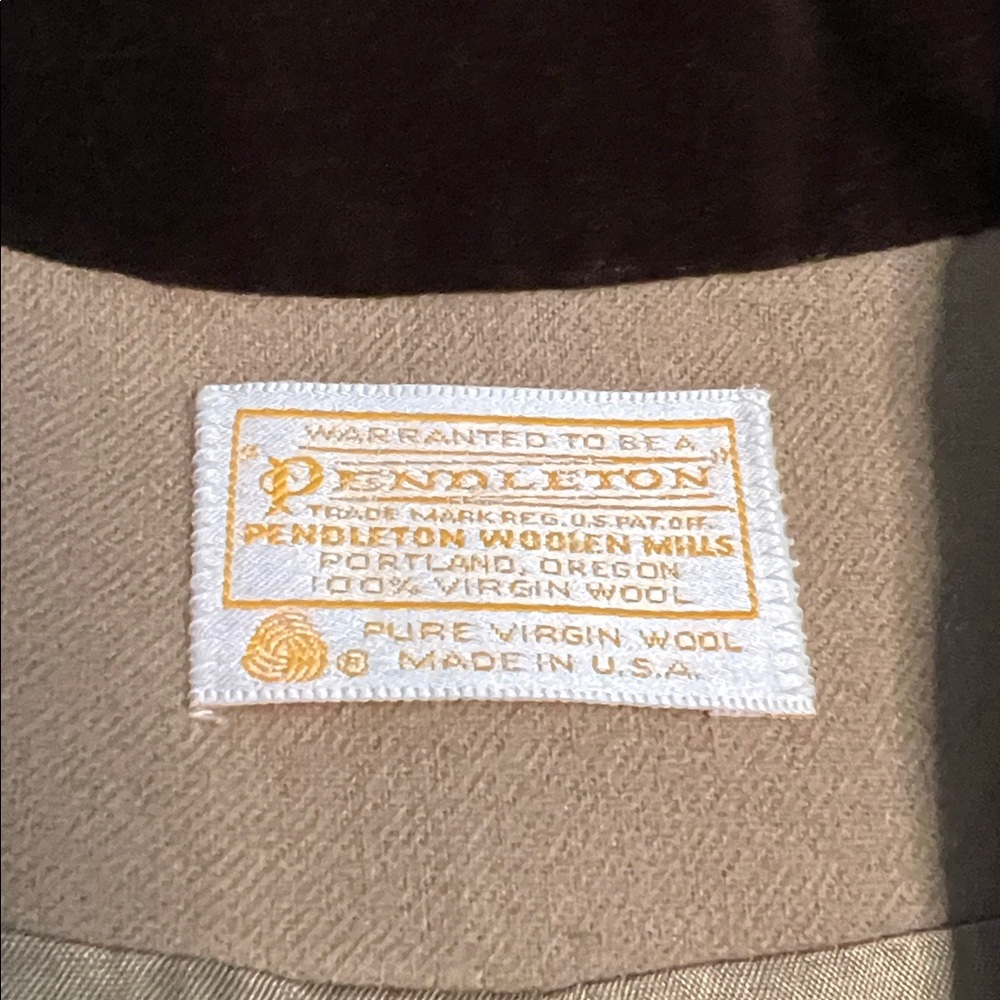 WARRANTED TO BE A
"PENDLETON"
TRADE MARK REG. U.S. PAT. OFF.
PENDLETON WOOLEN MILLS
PORTLAND, OREGON
100% VIRGIN WOOL
® PURE VIRGIN WOOL
MADE IN U.S.A.